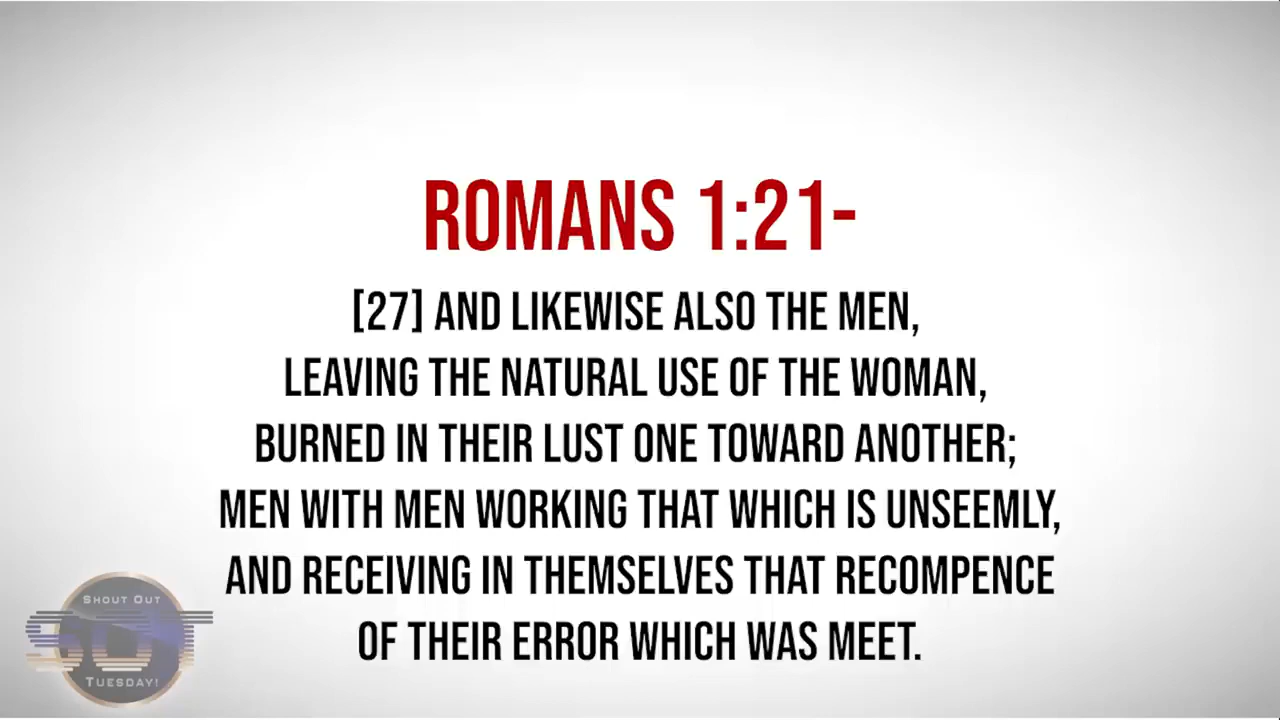 ROMANS 1:21-
[27] AND LIKEWISE ALSO THE MEN,
LEAVING THE NATURAL USE OF THE WOMAN,
BURNED IN THEIR LUST ONE TOWARD ANOTHER;
MEN WITH MEN WORKING THAT WHICH IS UNSEEMLY,
AND RECEIVING IN THEMSELVES THAT RECOMPENCE
OF THEIR ERROR WHICH WAS MEET.
SHOUT OUT
SOT
TUESDAY!